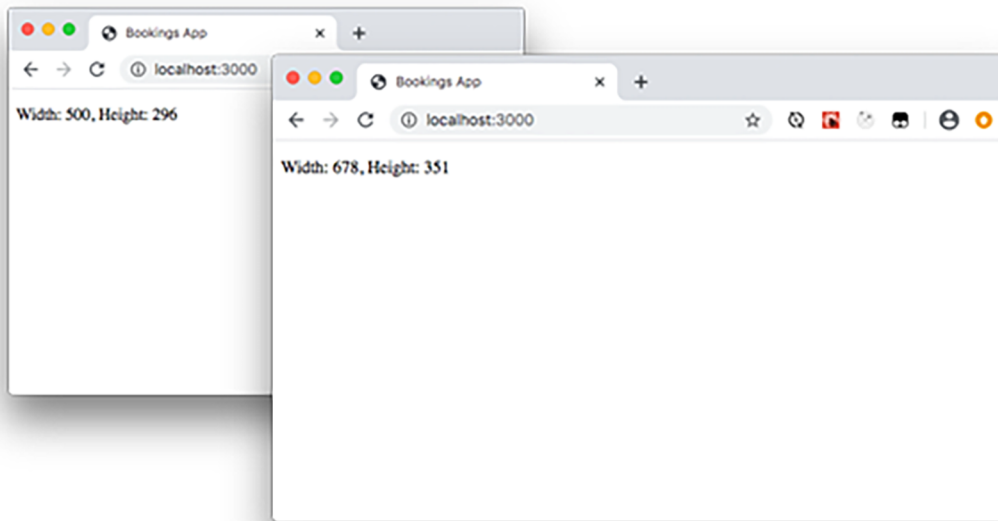 Bookings App
localhost:3000
Width: 500, Height: 296
Bookings App
localhost:3000
Width: 678, Height: 351